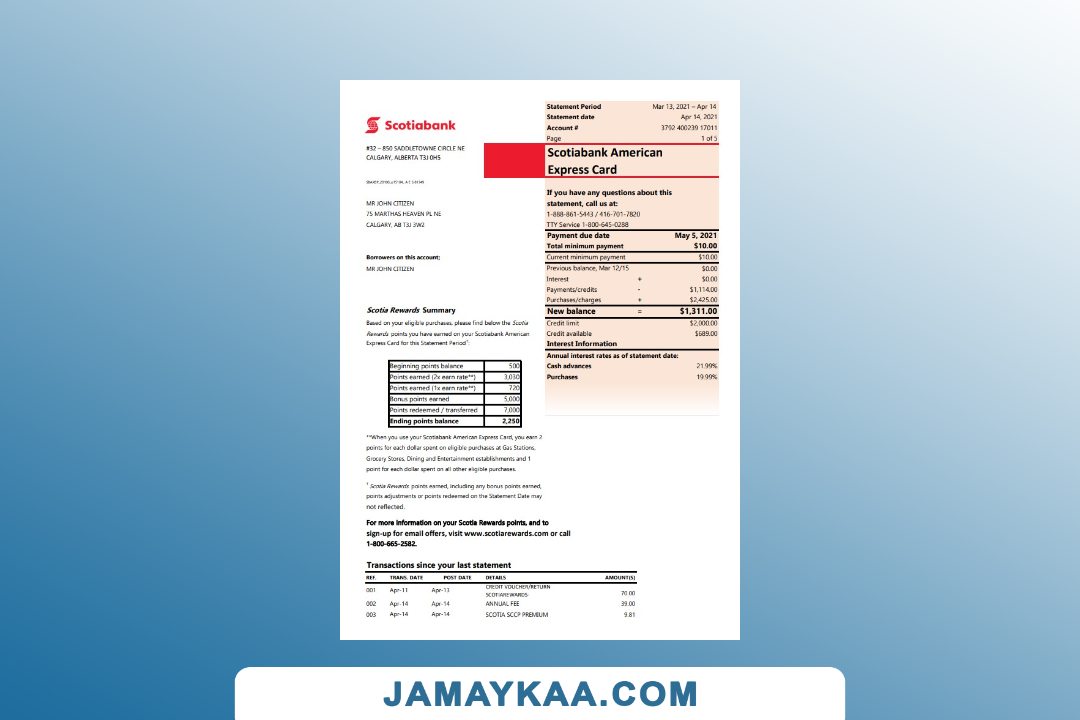 Scotiabank
#32 – 850 SADDLETOWNE CIRCLE NE
CALGARY, ALBERTA T3J 0H5
MR JOHN CITIZEN
75 MARTHAS HEAVEN PL NE
CALGARY, AB T3J 3W2
Borrowers on this account:
MR JOHN CITIZEN
Statement Period Mar 13, 2021 – Apr 14
Statement date Apr 14, 2021
Account # 3792 400239 17011
Page 1 of 5
Scotiabank American
Express Card
If you have any questions about this
statement, call us at:
1-888-861-5443 / 416-701-7820
TTY Service 1-800-645-0288
Payment due date May 5, 2021
Total minimum payment $10.00
Current minimum payment $10.00
Previous balance, Mar 12/15 $0.00
Interest + $0.00
Payments/credits - $1,114.00
Purchases/charges + $2,425.00
New balance = $1,311.00
Credit limit $2,000.00
Credit available $689.00
Interest Information
Annual interest rates as of statement date:
Cash advances 21.99%
Purchases 19.99%
Scotia Rewards Summary
Based on your eligible purchases, please find below the Scotia
Rewards points you have earned on your Scotiabank American
Express Card for this Statement Period¹:
Beginning points balance 500
Points earned (2x earn rate**) 3,030
Points earned (1x earn rate**) 720
Bonus points earned 5,000
Points redeemed / transferred 7,000
Ending points balance 2,250
**When you use your Scotiabank American Express Card, you earn 2
points for each dollar spent on eligible purchases at Gas Stations,
Grocery Stores, Dining and Entertainment establishments and 1
point for each dollar spent on all other eligible purchases.
¹ Scotia Rewards points earned, including any bonus points earned,
points adjustments or points redeemed on the Statement Date may
not reflected.
For more information on your Scotia Rewards points, and to
sign-up for email offers, visit www.scotiarewards.com or call
1-800-665-2582.
Transactions since your last statement
REF. TRANS. DATE POST DATE DETAILS AMOUNT($)
001 Apr-11 Apr-13 CREDIT VOUCHER/RETURN SCOTIAREWARDS 70.00
002 Apr-14 Apr-14 ANNUAL FEE 39.00
003 Apr-14 Apr-14 SCOTIA SCCP PREMIUM 9.81
JAMAYKAA.COM